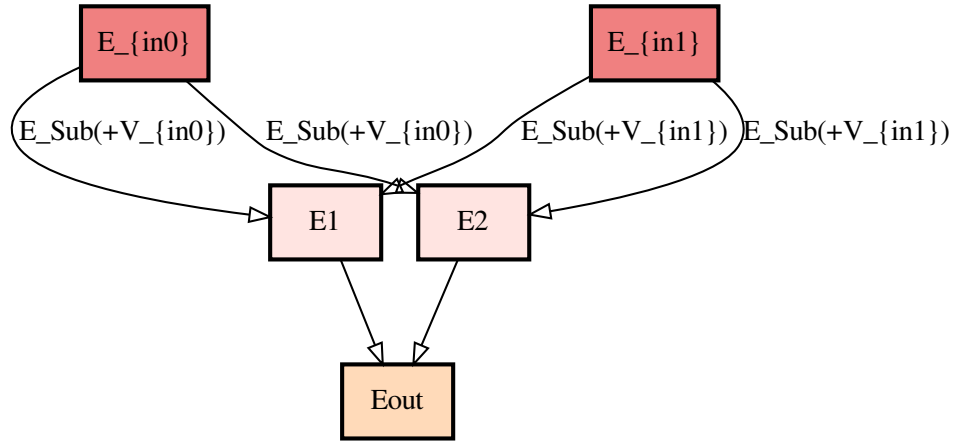 E_{in0}
E_{in1}
E_Sub(+V_{in0})
E_Sub(+V_{in0})
E_Sub(+V_{in1})
E_Sub(+V_{in1})
E1
E2
Eout